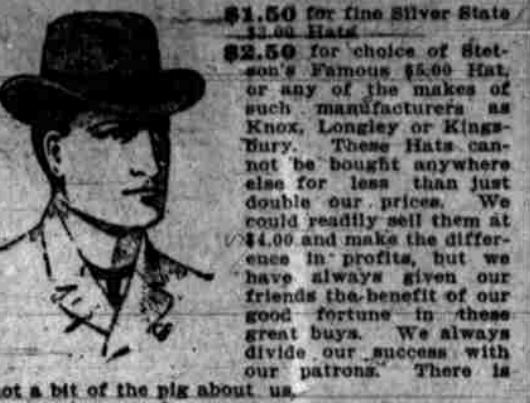 $1.50 for fine Silver State
$3.00 Hats
$2.50 for choice of Stet-
son's Famous $5.00 Hat,
or any of the makes of
such manufacturers as
Knox, Longley or Kings-
bury. These Hats can-
not be bought anywhere
else for less than just
double our prices. We
could readily sell them at
$4.00 and make the differ-
ence in profits, but we
have always given our
friends the benefit of our
good fortune in these
great buys. We always
divide our success with
our patrons. There is
ot a bit of the pig about us.